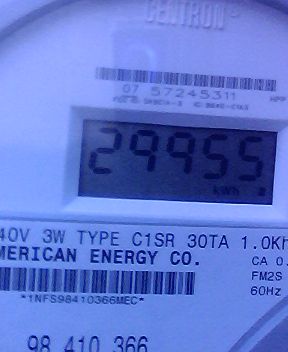 CENTRON
07 57245311
29955
kWh
40V 3W TYPE C1SR 30TA 1.0Kh
MERICAN ENERGY CO.
CA 0.
FM2S
60Hz
*1NFS98410366MEC*
98 410 366